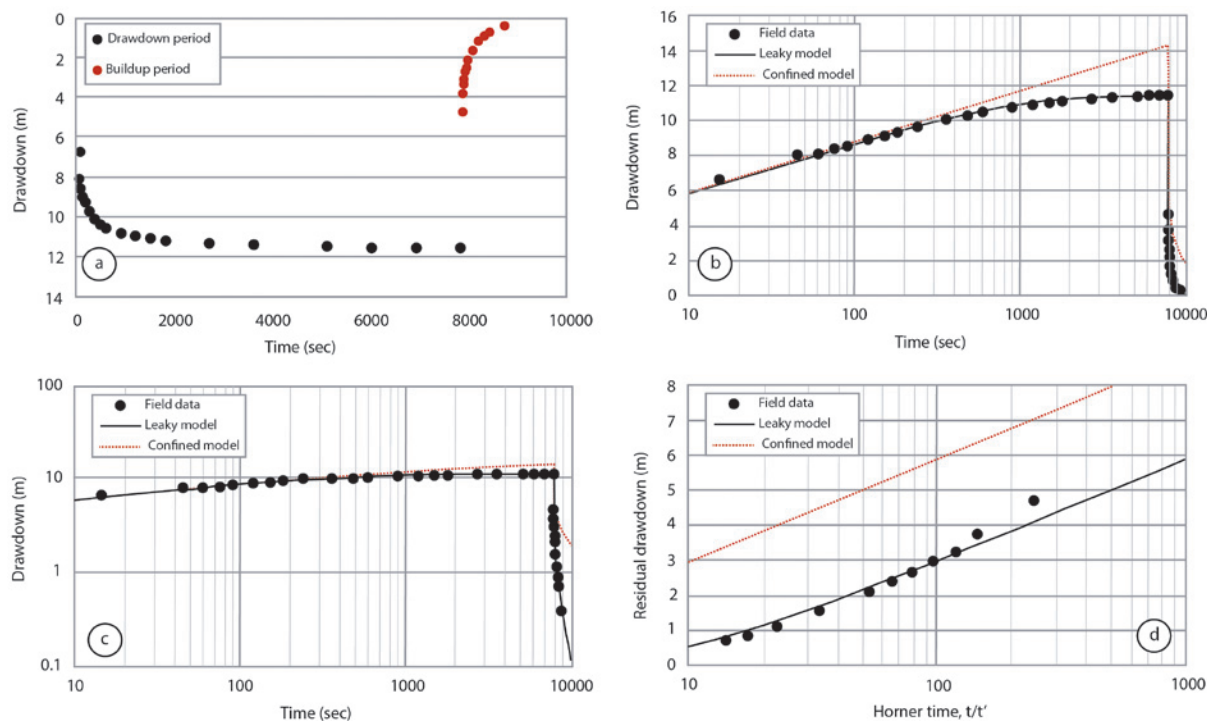 0
2
4
6
8
10
12
14
Drawdown (m)
Drawdown period
Buildup period
a
0 2000 4000 6000 8000 10000
Time (sec)
16
14
12
10
8
6
4
2
0
Drawdown (m)
Field data
Leaky model
Confined model
b
10 100 1000 10000
Time (sec)
100
10
1
0.1
Drawdown (m)
Field data
Leaky model
Confined model
c
10 100 1000 10000
Time (sec)
8
7
6
5
4
3
2
1
0
Residual drawdown (m)
Field data
Leaky model
Confined model
d
10 100 1000
Horner time, t/t'